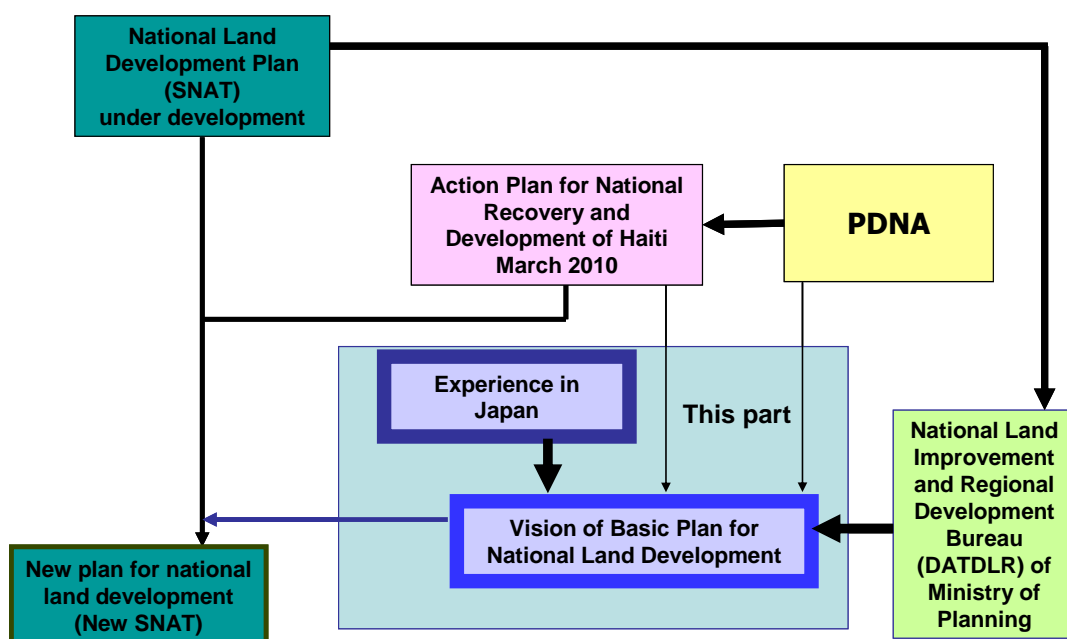 National Land
Development Plan
(SNAT)
under development
Action Plan for National
Recovery and
Development of Haiti
March 2010
PDNA
Experience in
Japan
This part
National Land
Improvement
and Regional
Development
Bureau
(DATDLR) of
Ministry of
Planning
Vision of Basic Plan for
National Land Development
New plan for national
land development
(New SNAT)